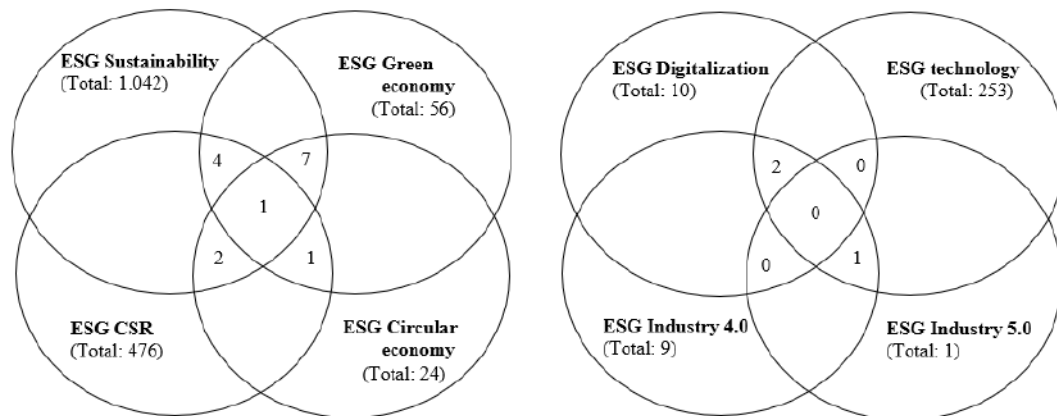 ESG Sustainability
(Total: 1.042)
ESG Green
economy
(Total: 56)
4
7
1
2
1
ESG CSR
(Total: 476)
ESG Circular
economy
(Total: 24)
ESG Digitalization
(Total: 10)
ESG technology
(Total: 253)
2
0
0
0
1
ESG Industry 4.0
(Total: 9)
ESG Industry 5.0
(Total: 1)